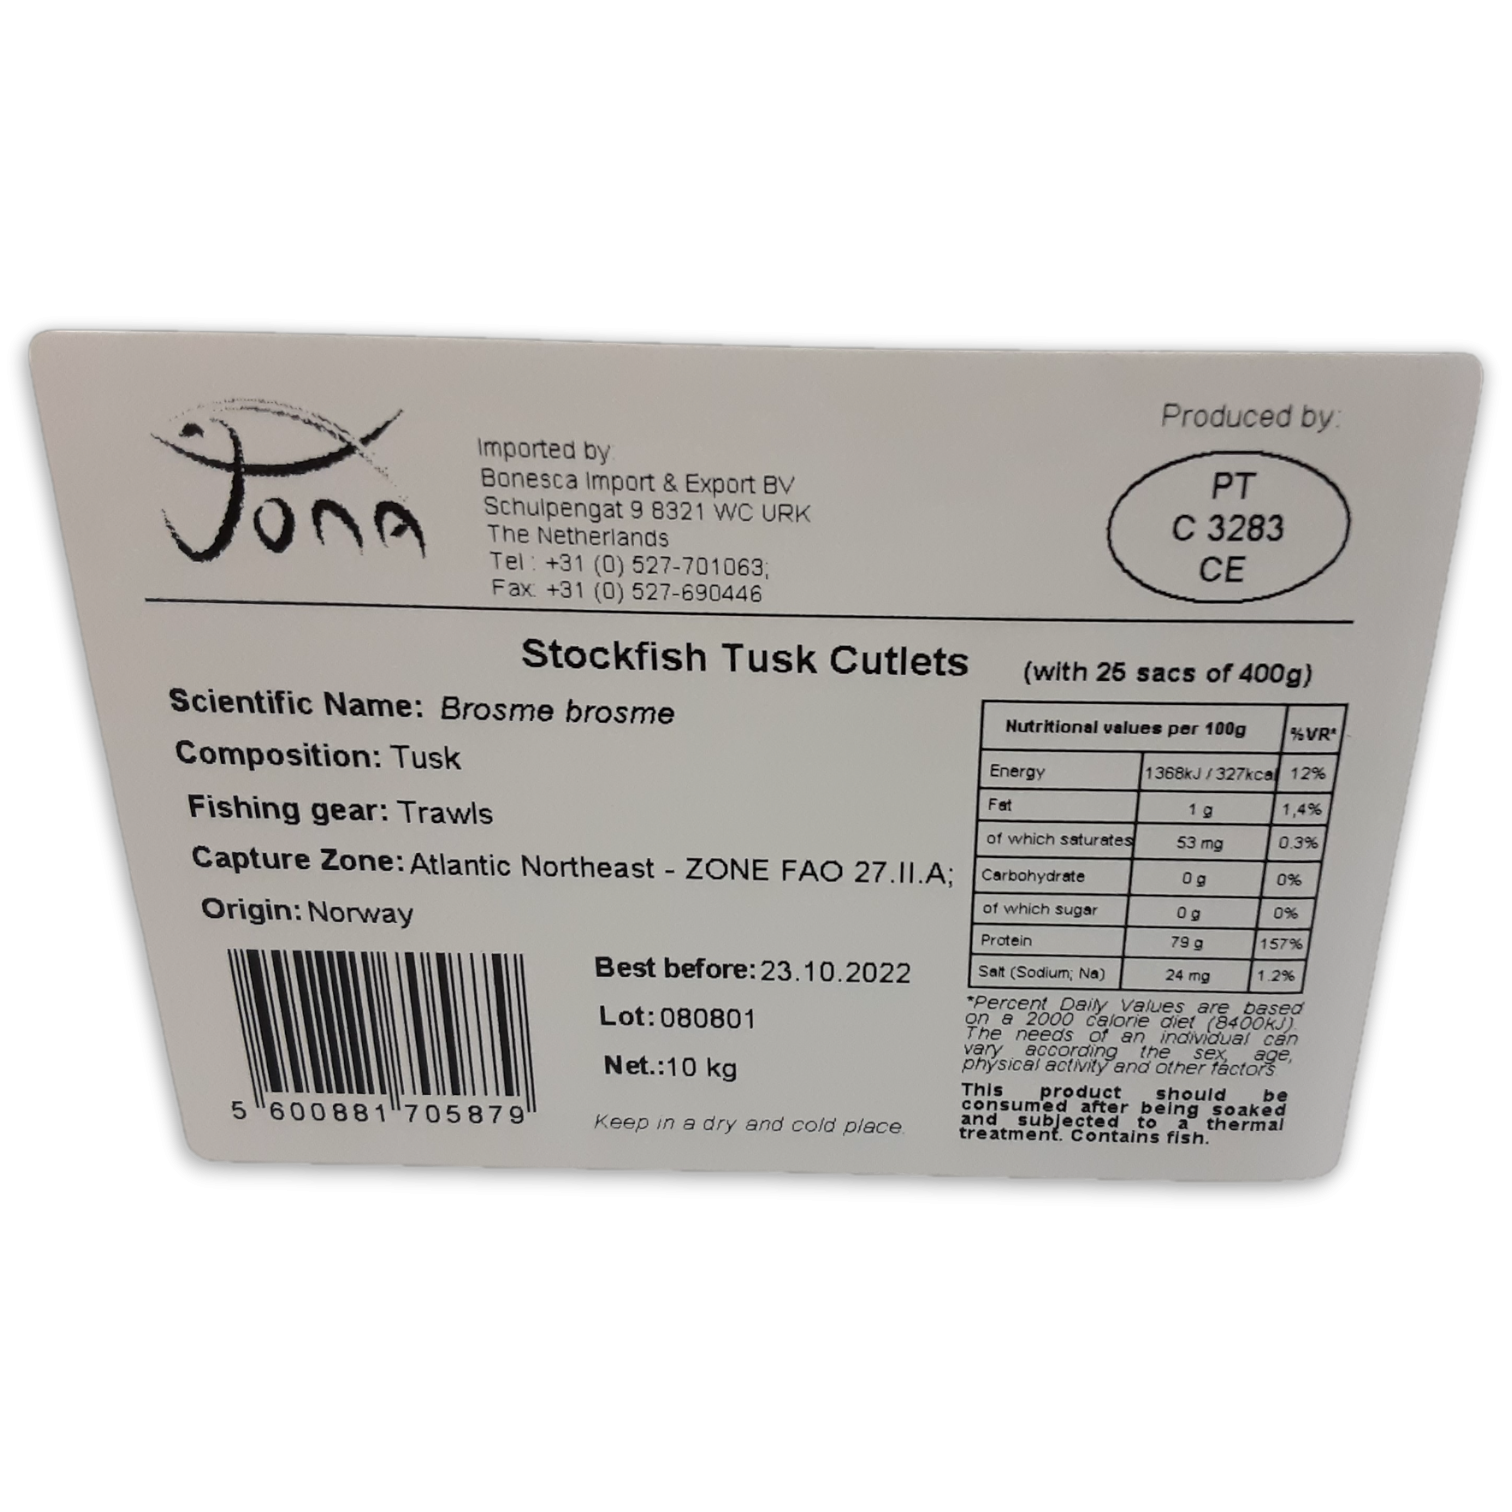 Jona
Imported by:
Bonesca Import & Export BV
Schulpengat 9 8321 WC URK
The Netherlands
Tel : +31 (0) 527-701063;
Fax: +31 (0) 527-690446
Produced by:
PT
C 3283
CE
Stockfish Tusk Cutlets (with 25 sacs of 400g)
Scientific Name: Brosme brosme
Composition: Tusk
Fishing gear: Trawls
Capture Zone: Atlantic Northeast - ZONE FAO 27.II.A;
Origin: Norway
5 600881 705879
Best before: 23.10.2022
Lot: 080801
Net.: 10 kg
Keep in a dry and cold place.
Nutritional values per 100g %VR*
Energy 1368kJ / 327kcal 12%
Fat 1 g 1,4%
of which saturates 53 mg 0.3%
Carbohydrate 0 g 0%
of which sugar 0 g 0%
Protein 79 g 157%
Salt (Sodium; Na) 24 mg 1.2%
*Percent Daily Values are based
on a 2000 calorie diet (8400kJ).
The needs of an individual can
vary according the sex, age,
physical activity and other factors
This product should be
consumed after being soaked
and subjected to a thermal
treatment. Contains fish.